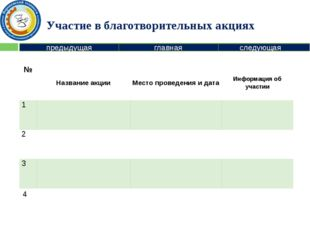 Участие в благотворительных акциях
предыдущая главная следующая
№ Название акции Место проведения и дата Информация об участии
1
2
3
4